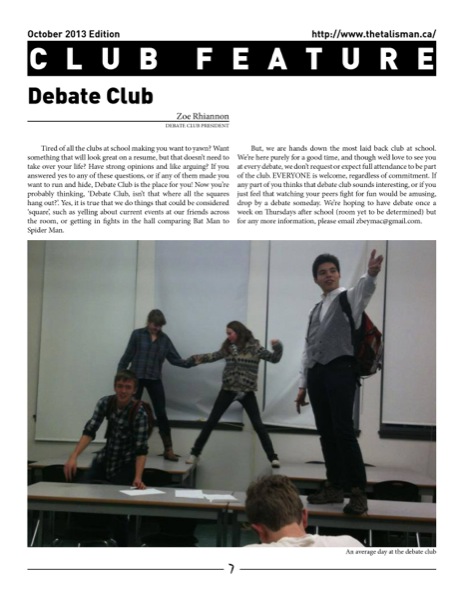 October 2013 Edition
http://www.thetalisman.ca/
CLUB FEATURE
Debate Club
Zoe Rhiannon
DEBATE CLUB PRESIDENT
Tired of all the clubs at school making you want to yawn? Want
something that will look great on a resume, but that doesn't need to
take over your life? Have strong opinions and like arguing? If you
answered yes to any of these questions, or if any of them made you
want to run and hide, Debate Club is the place for you! Now you're
probably thinking, 'Debate Club, isn't that where all the squares
hang out?'. Yes, it is true that we do things that could be considered
'square', such as yelling about current events at our friends across
the room, or getting in fights in the hall comparing Bat Man to
Spider Man.
But, we are hands down the most laid back club at school.
We're here purely for a good time, and though we'd love to see you
at every debate, we don't request or expect full attendance to be part
of the club. EVERYONE is welcome, regardless of commitment. If
any part of you thinks that debate club sounds interesting, or if you
just feel that watching your peers fight for fun would be amusing,
drop by a debate someday. We're hoping to have debate once a
week on Thursdays after school (room yet to be determined) but
for any more information, please email zbeymac@gmail.com.
An average day at the debate club
7